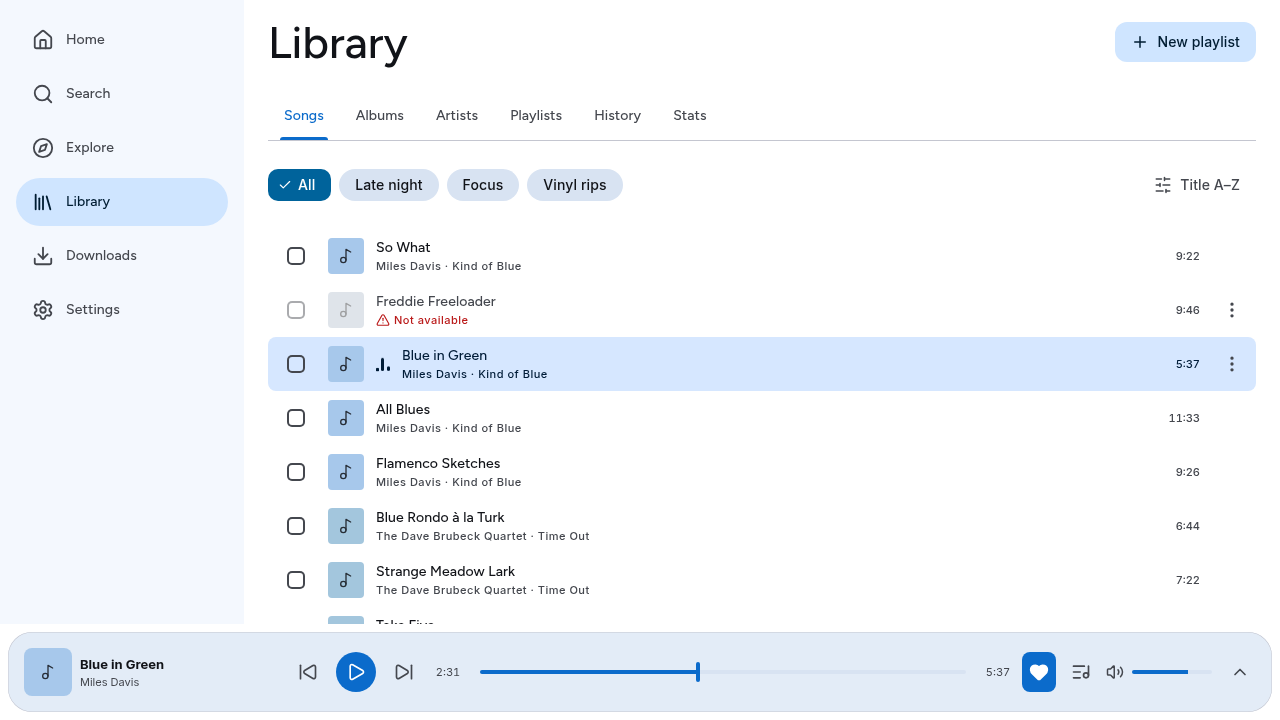 Home
Search
Explore
Library
Downloads
Settings
Library
New playlist
Songs Albums Artists Playlists History Stats
All Late night Focus Vinyl rips Title A–Z
So What
Miles Davis · Kind of Blue
9:22
Freddie Freeloader
Not available
9:46
Blue in Green
Miles Davis · Kind of Blue
5:37
All Blues
Miles Davis · Kind of Blue
11:33
Flamenco Sketches
Miles Davis · Kind of Blue
9:26
Blue Rondo à la Turk
The Dave Brubeck Quartet · Time Out
6:44
Strange Meadow Lark
The Dave Brubeck Quartet · Time Out
7:22
Take Five
Blue in Green
Miles Davis
2:31
5:37